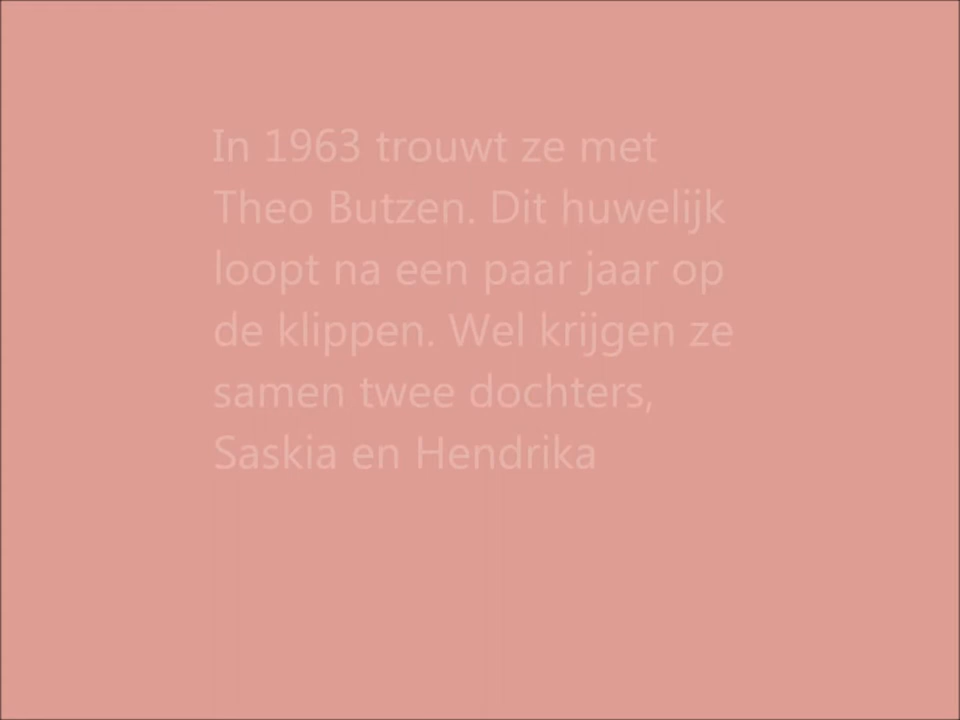 In 1963 trouwt ze met
Theo Butzen. Dit huwelijk
loopt na een paar jaar op
de klippen. Wel krijgen ze
samen twee dochters,
Saskia en Hendrika